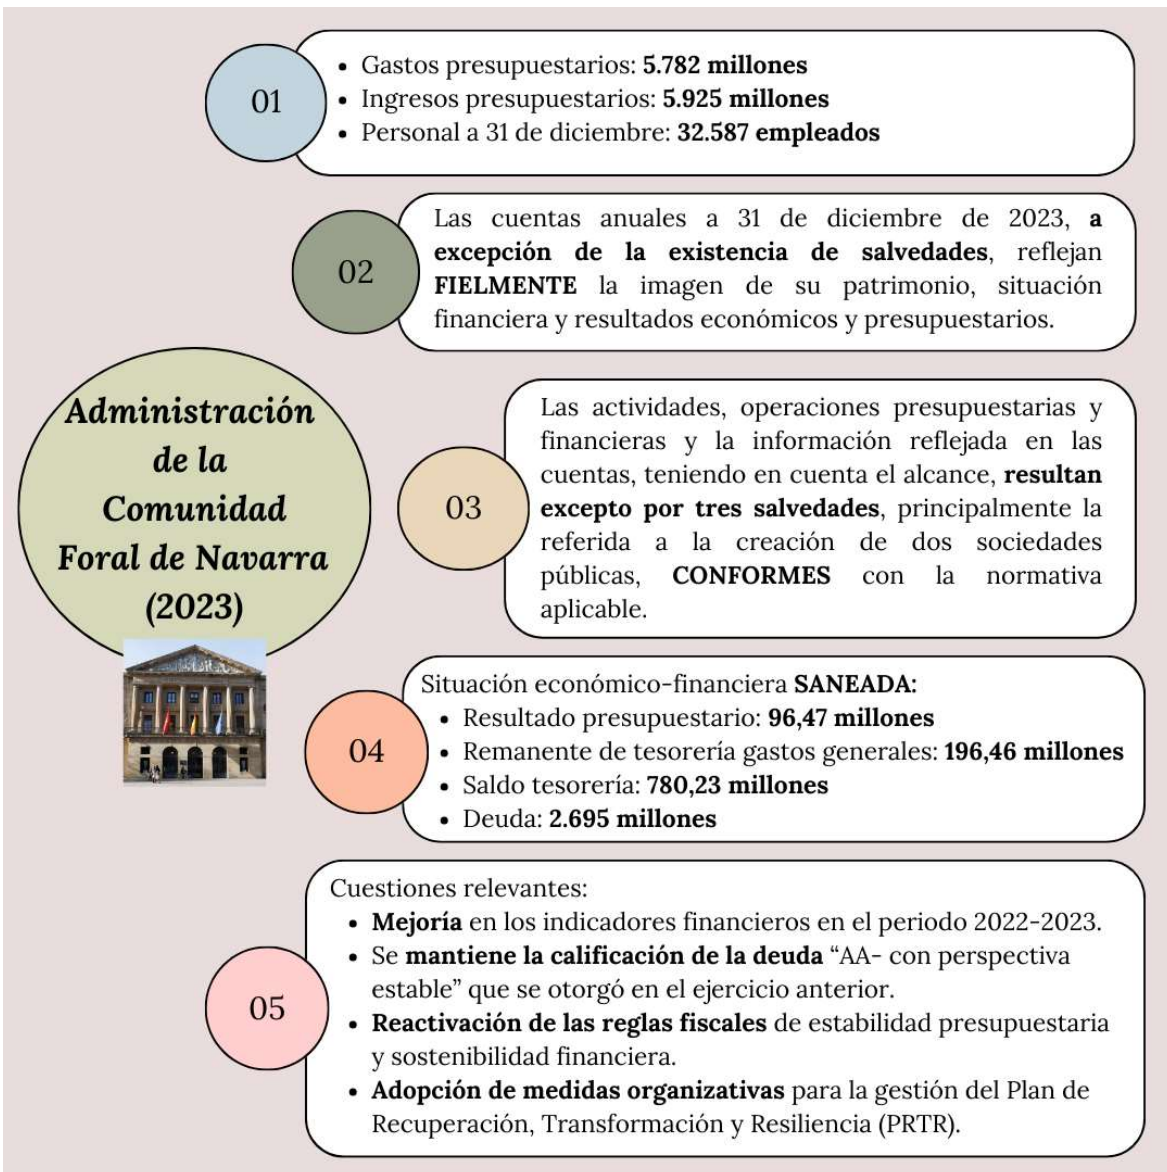 01
• Gastos presupuestarios: 5.782 millones
• Ingresos presupuestarios: 5.925 millones
• Personal a 31 de diciembre: 32.587 empleados
02
Las cuentas anuales a 31 de diciembre de 2023, a
excepción de la existencia de salvedades, reflejan
FIELMENTE la imagen de su patrimonio, situación
financiera y resultados económicos y presupuestarios.
Administración
de la
Comunidad
Foral de Navarra
(2023)
03
Las actividades, operaciones presupuestarias y
financieras y la información reflejada en las
cuentas, teniendo en cuenta el alcance, resultan
excepto por tres salvedades, principalmente la
referida a la creación de dos sociedades
públicas, CONFORMES con la normativa
aplicable.
04
Situación económico-financiera SANEADA:
• Resultado presupuestario: 96,47 millones
• Remanente de tesorería gastos generales: 196,46 millones
• Saldo tesorería: 780,23 millones
• Deuda: 2.695 millones
05
Cuestiones relevantes:
• Mejoría en los indicadores financieros en el periodo 2022-2023.
• Se mantiene la calificación de la deuda “AA- con perspectiva
estable” que se otorgó en el ejercicio anterior.
• Reactivación de las reglas fiscales de estabilidad presupuestaria
y sostenibilidad financiera.
• Adopción de medidas organizativas para la gestión del Plan de
Recuperación, Transformación y Resiliencia (PRTR).